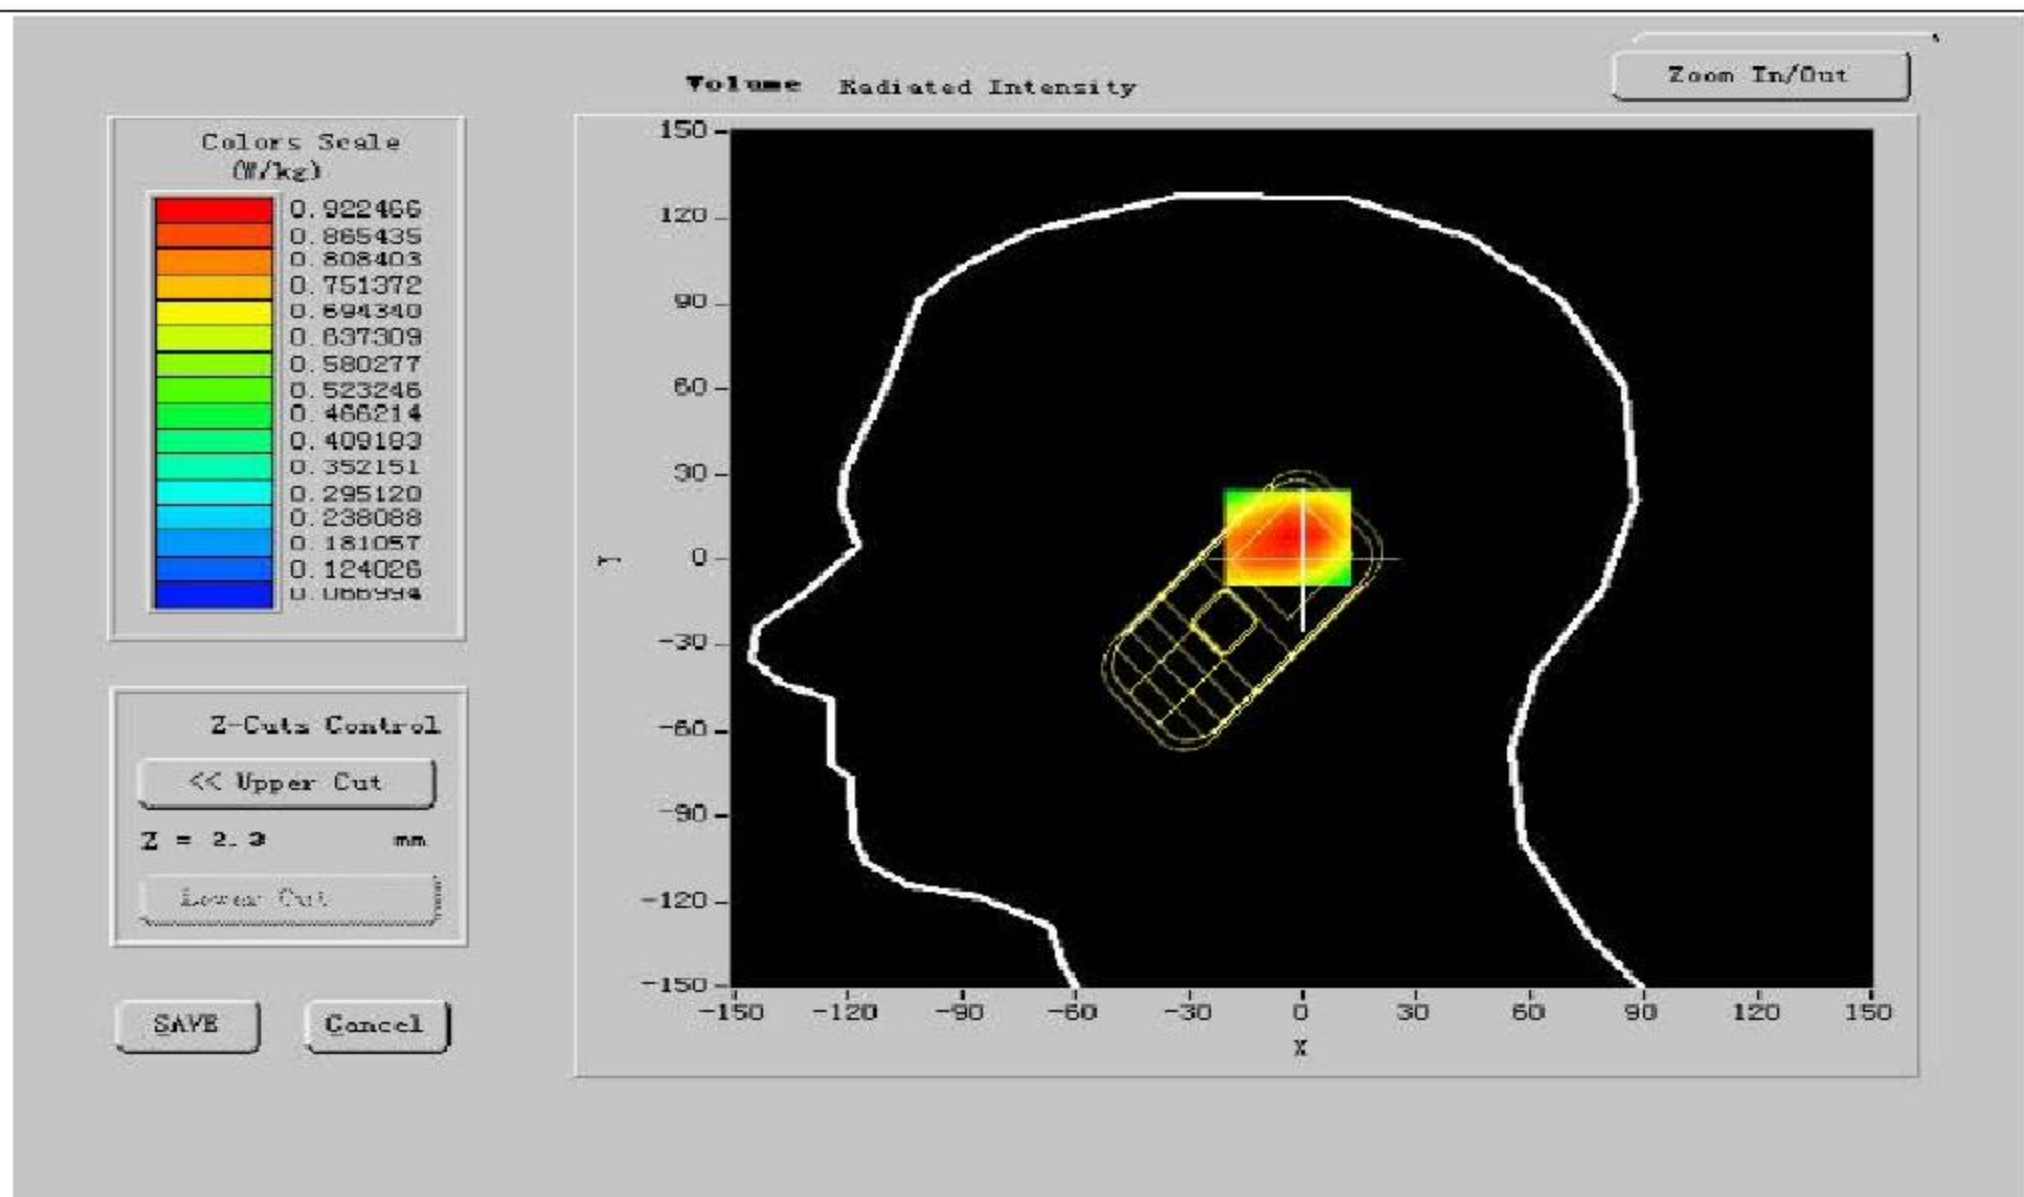 Volume Radiated Intensity
Zoom In/Out
Colors Scale
(W/kg)
0.922466
0.865435
0.808403
0.751372
0.694340
0.637309
0.580277
0.523246
0.466214
0.409183
0.352151
0.295120
0.238088
0.181057
0.124026
0.066994
Z-Cuts Control
<< Upper Cut
Z = 2. mm
Lower Cut
SAVE
Cancel
150
120
90
60
30
0
-30
-60
-90
-120
-150
Y
-150 -120 -90 -60 -30 0 30 60 90 120 150
X